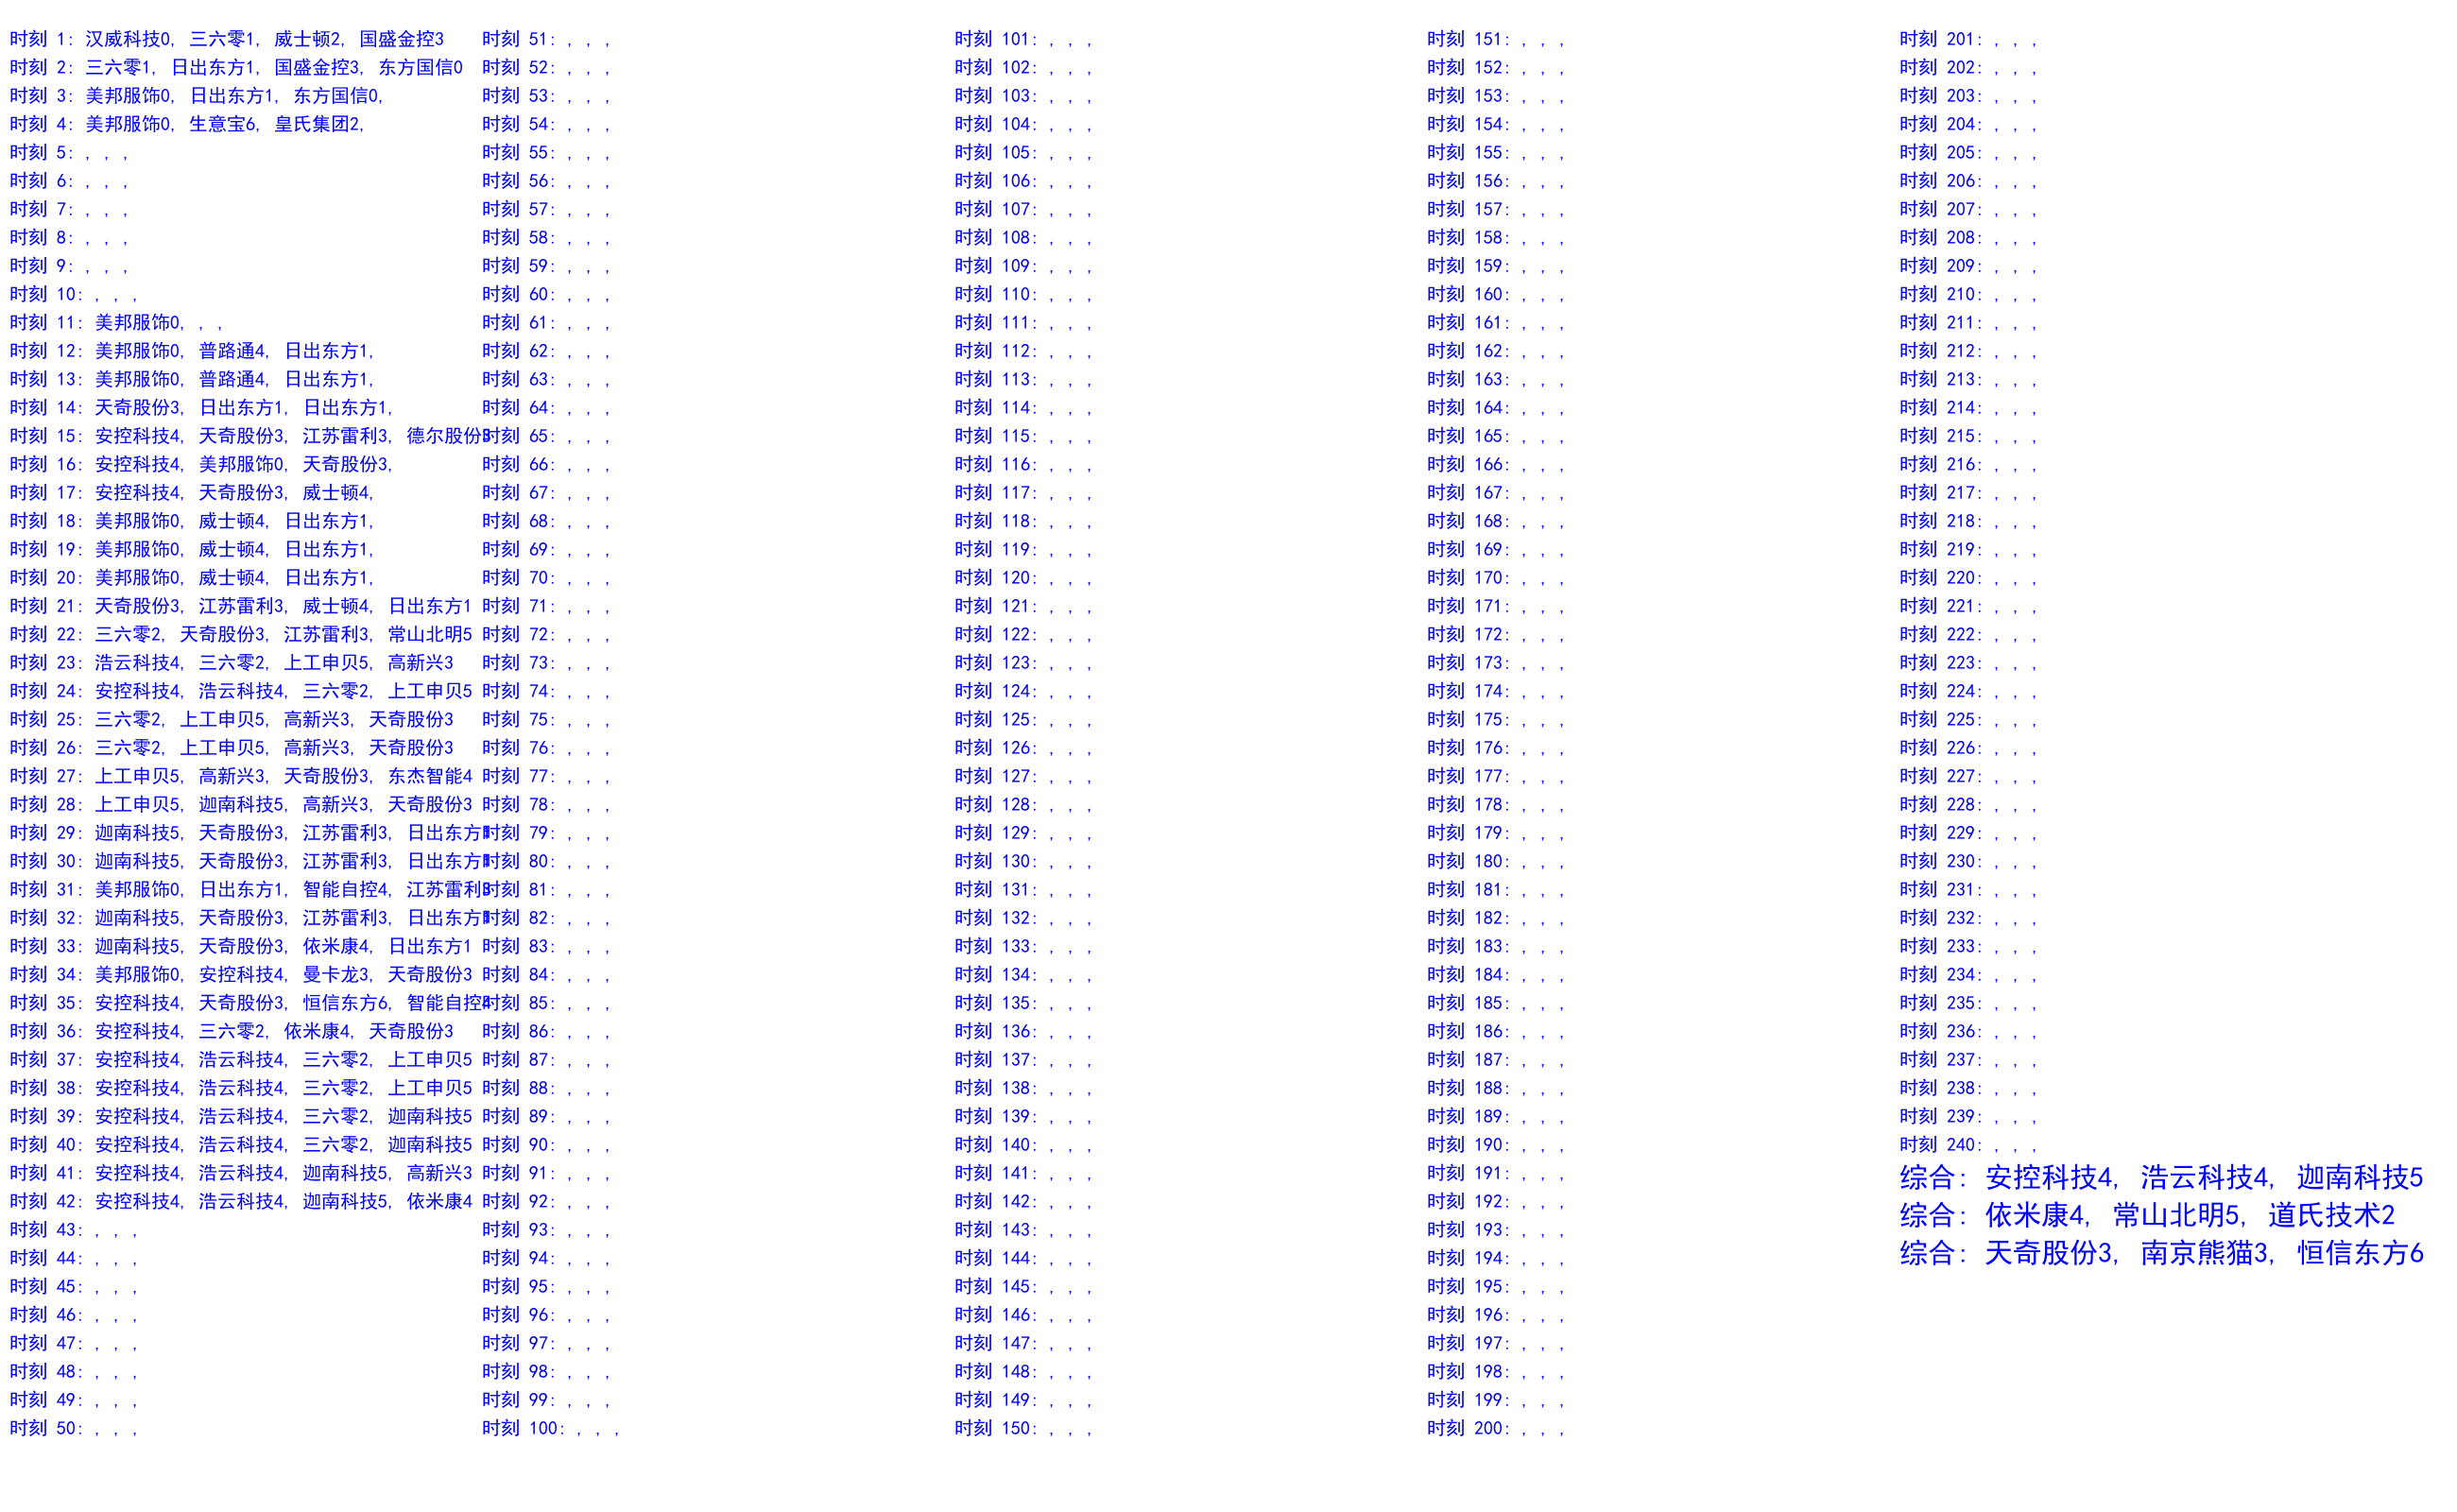 时刻 1: 汉威科技0, 三六零1, 威士顿2, 国盛金控3
时刻 2: 三六零1, 日出东方1, 国盛金控3, 东方国信0
时刻 3: 美邦服饰0, 日出东方1, 东方国信0,
时刻 4: 美邦服饰0, 生意宝6, 皇氏集团2,
时刻 5: , , ,
时刻 6: , , ,
时刻 7: , , ,
时刻 8: , , ,
时刻 9: , , ,
时刻 10: , , ,
时刻 11: 美邦服饰0, , ,
时刻 12: 美邦服饰0, 普路通4, 日出东方1,
时刻 13: 美邦服饰0, 普路通4, 日出东方1,
时刻 14: 天奇股份3, 日出东方1, 日出东方1,
时刻 15: 安控科技4, 天奇股份3, 江苏雷利3, 德尔股份3
时刻 16: 安控科技4, 美邦服饰0, 天奇股份3,
时刻 17: 安控科技4, 天奇股份3, 威士顿4,
时刻 18: 美邦服饰0, 威士顿4, 日出东方1,
时刻 19: 美邦服饰0, 威士顿4, 日出东方1,
时刻 20: 美邦服饰0, 威士顿4, 日出东方1,
时刻 21: 天奇股份3, 江苏雷利3, 威士顿4, 日出东方1
时刻 22: 三六零2, 天奇股份3, 江苏雷利3, 常山北明5
时刻 23: 浩云科技4, 三六零2, 上工申贝5, 高新兴3
时刻 24: 安控科技4, 浩云科技4, 三六零2, 上工申贝5
时刻 25: 三六零2, 上工申贝5, 高新兴3, 天奇股份3
时刻 26: 三六零2, 上工申贝5, 高新兴3, 天奇股份3
时刻 27: 上工申贝5, 高新兴3, 天奇股份3, 东杰智能4
时刻 28: 上工申贝5, 迦南科技5, 高新兴3, 天奇股份3
时刻 29: 迦南科技5, 天奇股份3, 江苏雷利3, 日出东方1
时刻 30: 迦南科技5, 天奇股份3, 江苏雷利3, 日出东方1
时刻 31: 美邦服饰0, 日出东方1, 智能自控4, 江苏雷利3
时刻 32: 迦南科技5, 天奇股份3, 江苏雷利3, 日出东方1
时刻 33: 迦南科技5, 天奇股份3, 依米康4, 日出东方1
时刻 34: 美邦服饰0, 安控科技4, 曼卡龙3, 天奇股份3
时刻 35: 安控科技4, 天奇股份3, 恒信东方6, 智能自控4
时刻 36: 安控科技4, 三六零2, 依米康4, 天奇股份3
时刻 37: 安控科技4, 浩云科技4, 三六零2, 上工申贝5
时刻 38: 安控科技4, 浩云科技4, 三六零2, 上工申贝5
时刻 39: 安控科技4, 浩云科技4, 三六零2, 迦南科技5
时刻 40: 安控科技4, 浩云科技4, 三六零2, 迦南科技5
时刻 41: 安控科技4, 浩云科技4, 迦南科技5, 高新兴3
时刻 42: 安控科技4, 浩云科技4, 迦南科技5, 依米康4
时刻 43: , , ,
时刻 44: , , ,
时刻 45: , , ,
时刻 46: , , ,
时刻 47: , , ,
时刻 48: , , ,
时刻 49: , , ,
时刻 50: , , ,
时刻 51: , , ,
时刻 52: , , ,
时刻 53: , , ,
时刻 54: , , ,
时刻 55: , , ,
时刻 56: , , ,
时刻 57: , , ,
时刻 58: , , ,
时刻 59: , , ,
时刻 60: , , ,
时刻 61: , , ,
时刻 62: , , ,
时刻 63: , , ,
时刻 64: , , ,
时刻 65: , , ,
时刻 66: , , ,
时刻 67: , , ,
时刻 68: , , ,
时刻 69: , , ,
时刻 70: , , ,
时刻 71: , , ,
时刻 72: , , ,
时刻 73: , , ,
时刻 74: , , ,
时刻 75: , , ,
时刻 76: , , ,
时刻 77: , , ,
时刻 78: , , ,
时刻 79: , , ,
时刻 80: , , ,
时刻 81: , , ,
时刻 82: , , ,
时刻 83: , , ,
时刻 84: , , ,
时刻 85: , , ,
时刻 86: , , ,
时刻 87: , , ,
时刻 88: , , ,
时刻 89: , , ,
时刻 90: , , ,
时刻 91: , , ,
时刻 92: , , ,
时刻 93: , , ,
时刻 94: , , ,
时刻 95: , , ,
时刻 96: , , ,
时刻 97: , , ,
时刻 98: , , ,
时刻 99: , , ,
时刻 100: , , ,
时刻 101: , , ,
时刻 102: , , ,
时刻 103: , , ,
时刻 104: , , ,
时刻 105: , , ,
时刻 106: , , ,
时刻 107: , , ,
时刻 108: , , ,
时刻 109: , , ,
时刻 110: , , ,
时刻 111: , , ,
时刻 112: , , ,
时刻 113: , , ,
时刻 114: , , ,
时刻 115: , , ,
时刻 116: , , ,
时刻 117: , , ,
时刻 118: , , ,
时刻 119: , , ,
时刻 120: , , ,
时刻 121: , , ,
时刻 122: , , ,
时刻 123: , , ,
时刻 124: , , ,
时刻 125: , , ,
时刻 126: , , ,
时刻 127: , , ,
时刻 128: , , ,
时刻 129: , , ,
时刻 130: , , ,
时刻 131: , , ,
时刻 132: , , ,
时刻 133: , , ,
时刻 134: , , ,
时刻 135: , , ,
时刻 136: , , ,
时刻 137: , , ,
时刻 138: , , ,
时刻 139: , , ,
时刻 140: , , ,
时刻 141: , , ,
时刻 142: , , ,
时刻 143: , , ,
时刻 144: , , ,
时刻 145: , , ,
时刻 146: , , ,
时刻 147: , , ,
时刻 148: , , ,
时刻 149: , , ,
时刻 150: , , ,
时刻 151: , , ,
时刻 152: , , ,
时刻 153: , , ,
时刻 154: , , ,
时刻 155: , , ,
时刻 156: , , ,
时刻 157: , , ,
时刻 158: , , ,
时刻 159: , , ,
时刻 160: , , ,
时刻 161: , , ,
时刻 162: , , ,
时刻 163: , , ,
时刻 164: , , ,
时刻 165: , , ,
时刻 166: , , ,
时刻 167: , , ,
时刻 168: , , ,
时刻 169: , , ,
时刻 170: , , ,
时刻 171: , , ,
时刻 172: , , ,
时刻 173: , , ,
时刻 174: , , ,
时刻 175: , , ,
时刻 176: , , ,
时刻 177: , , ,
时刻 178: , , ,
时刻 179: , , ,
时刻 180: , , ,
时刻 181: , , ,
时刻 182: , , ,
时刻 183: , , ,
时刻 184: , , ,
时刻 185: , , ,
时刻 186: , , ,
时刻 187: , , ,
时刻 188: , , ,
时刻 189: , , ,
时刻 190: , , ,
时刻 191: , , ,
时刻 192: , , ,
时刻 193: , , ,
时刻 194: , , ,
时刻 195: , , ,
时刻 196: , , ,
时刻 197: , , ,
时刻 198: , , ,
时刻 199: , , ,
时刻 200: , , ,
时刻 201: , , ,
时刻 202: , , ,
时刻 203: , , ,
时刻 204: , , ,
时刻 205: , , ,
时刻 206: , , ,
时刻 207: , , ,
时刻 208: , , ,
时刻 209: , , ,
时刻 210: , , ,
时刻 211: , , ,
时刻 212: , , ,
时刻 213: , , ,
时刻 214: , , ,
时刻 215: , , ,
时刻 216: , , ,
时刻 217: , , ,
时刻 218: , , ,
时刻 219: , , ,
时刻 220: , , ,
时刻 221: , , ,
时刻 222: , , ,
时刻 223: , , ,
时刻 224: , , ,
时刻 225: , , ,
时刻 226: , , ,
时刻 227: , , ,
时刻 228: , , ,
时刻 229: , , ,
时刻 230: , , ,
时刻 231: , , ,
时刻 232: , , ,
时刻 233: , , ,
时刻 234: , , ,
时刻 235: , , ,
时刻 236: , , ,
时刻 237: , , ,
时刻 238: , , ,
时刻 239: , , ,
时刻 240: , , ,
综合: 安控科技4, 浩云科技4, 迦南科技5
综合: 依米康4, 常山北明5, 道氏技术2
综合: 天奇股份3, 南京熊猫3, 恒信东方6